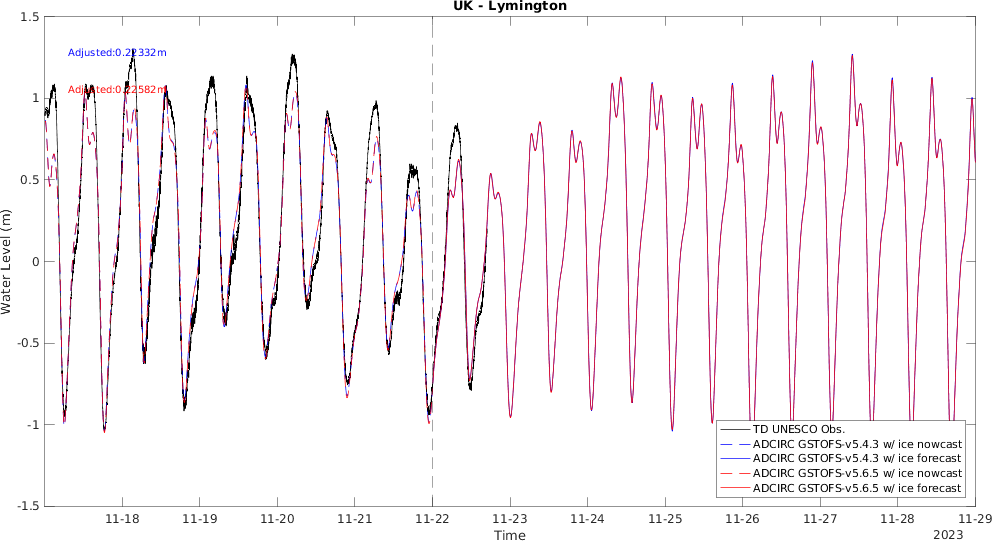 UK - Lymington
1.5
1
0.5
0
-0.5
-1
-1.5
Water Level (m)
Adjusted:0.22332m
Adjusted:0.22582m
TD UNESCO Obs.
ADCIRC GSTOFS-v5.4.3 w/ ice nowcast
ADCIRC GSTOFS-v5.4.3 w/ ice forecast
ADCIRC GSTOFS-v5.6.5 w/ ice nowcast
ADCIRC GSTOFS-v5.6.5 w/ ice forecast
11-18 11-19 11-20 11-21 11-22 11-23 11-24 11-25 11-26 11-27 11-28 11-29
Time
2023